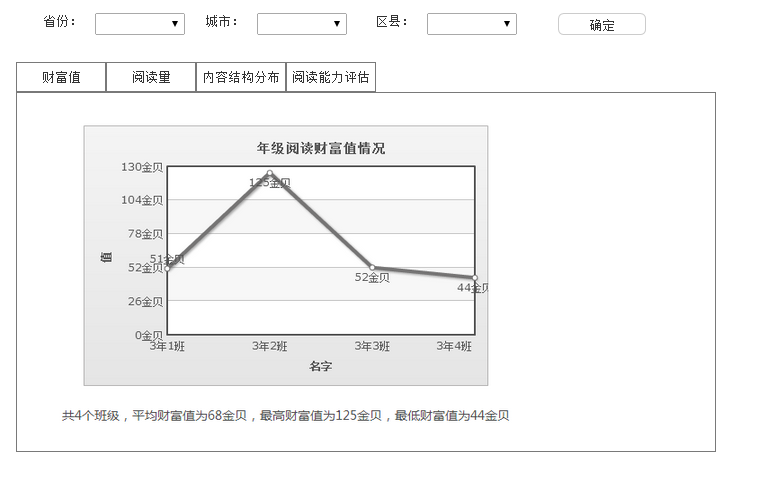 省份： 城市： 区县： 确定
财富值 阅读量 内容结构分布 阅读能力评估
年级阅读财富值情况
130金贝
125金贝
104金贝
78金贝
51金贝
52金贝
52金贝
44金贝
26金贝
0金贝
值
3年1班 3年2班 3年3班 3年4班
名字
共4个班级，平均财富值为68金贝，最高财富值为125金贝，最低财富值为44金贝